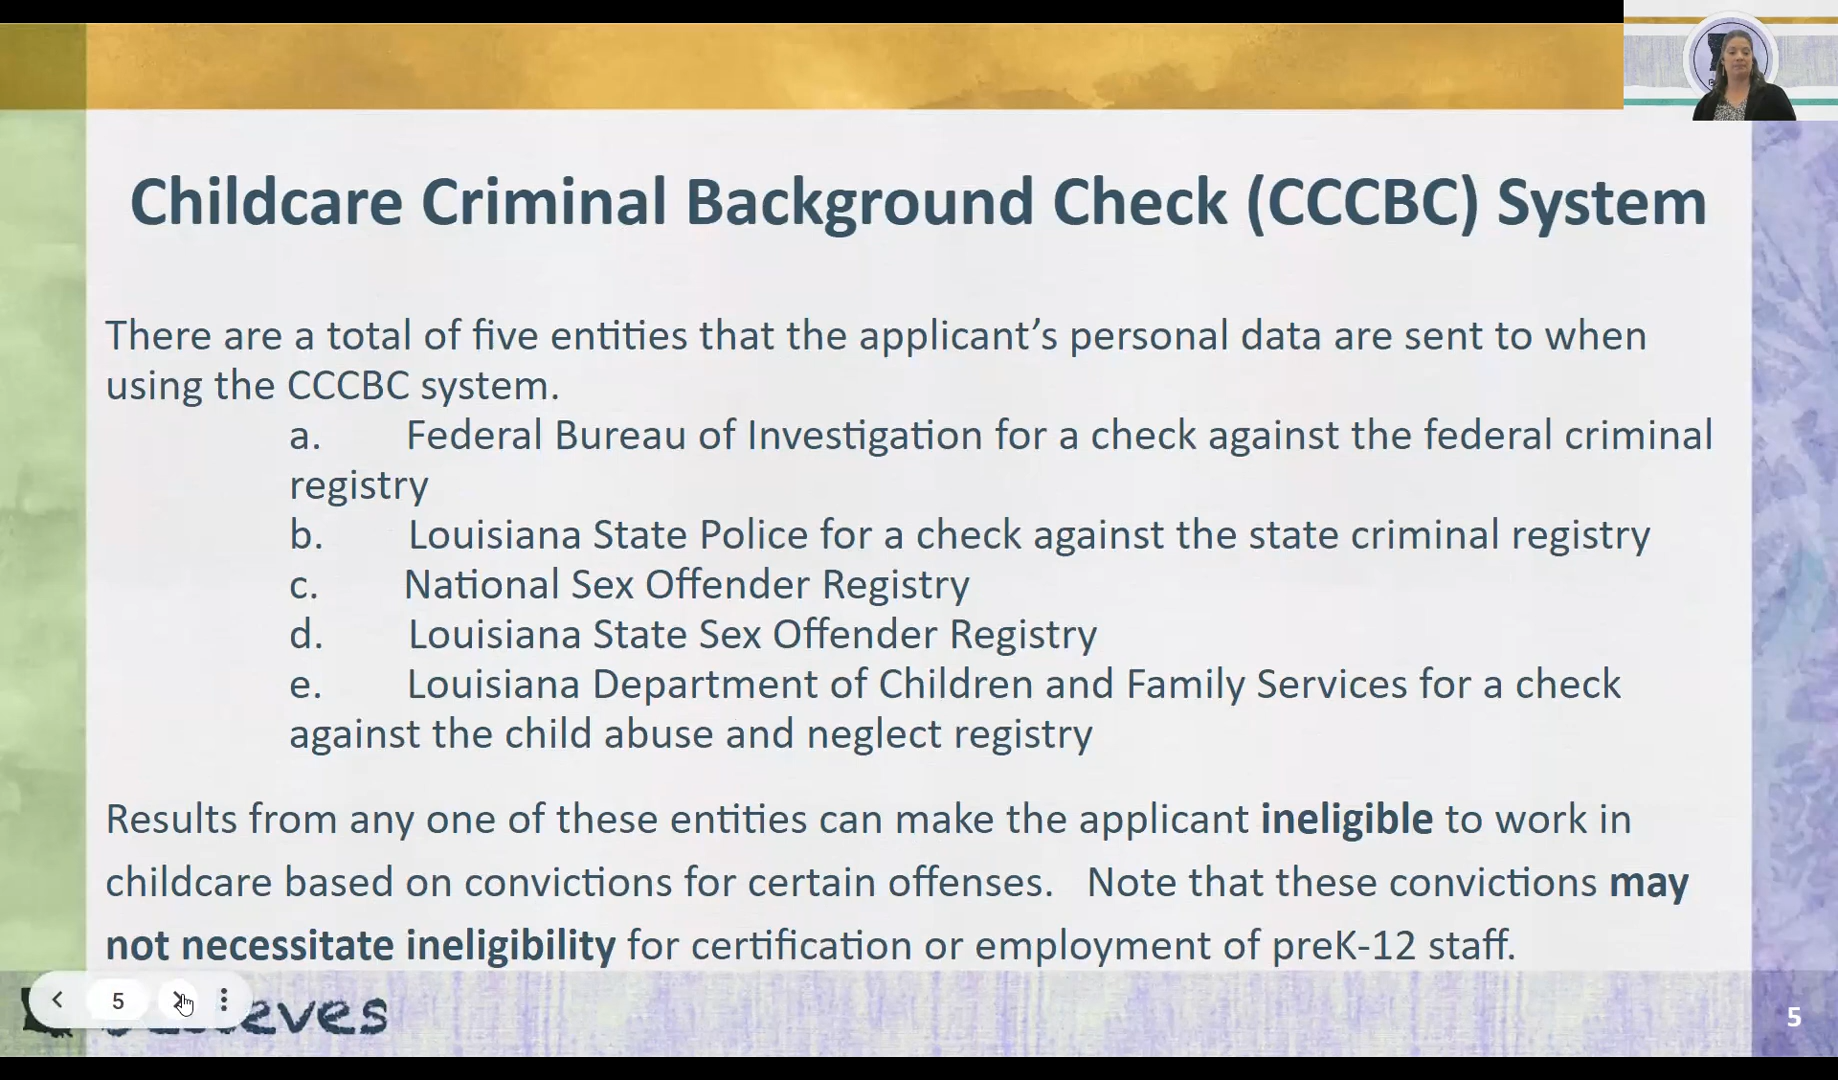 Childcare Criminal Background Check (CCCBC) System
There are a total of five entities that the applicant’s personal data are sent to when
using the CCCBC system.
a. Federal Bureau of Investigation for a check against the federal criminal
registry
b. Louisiana State Police for a check against the state criminal registry
c. National Sex Offender Registry
d. Louisiana State Sex Offender Registry
e. Louisiana Department of Children and Family Services for a check
against the child abuse and neglect registry
Results from any one of these entities can make the applicant ineligible to work in
childcare based on convictions for certain offenses. Note that these convictions may
not necessitate ineligibility for certification or employment of preK-12 staff.
5
5